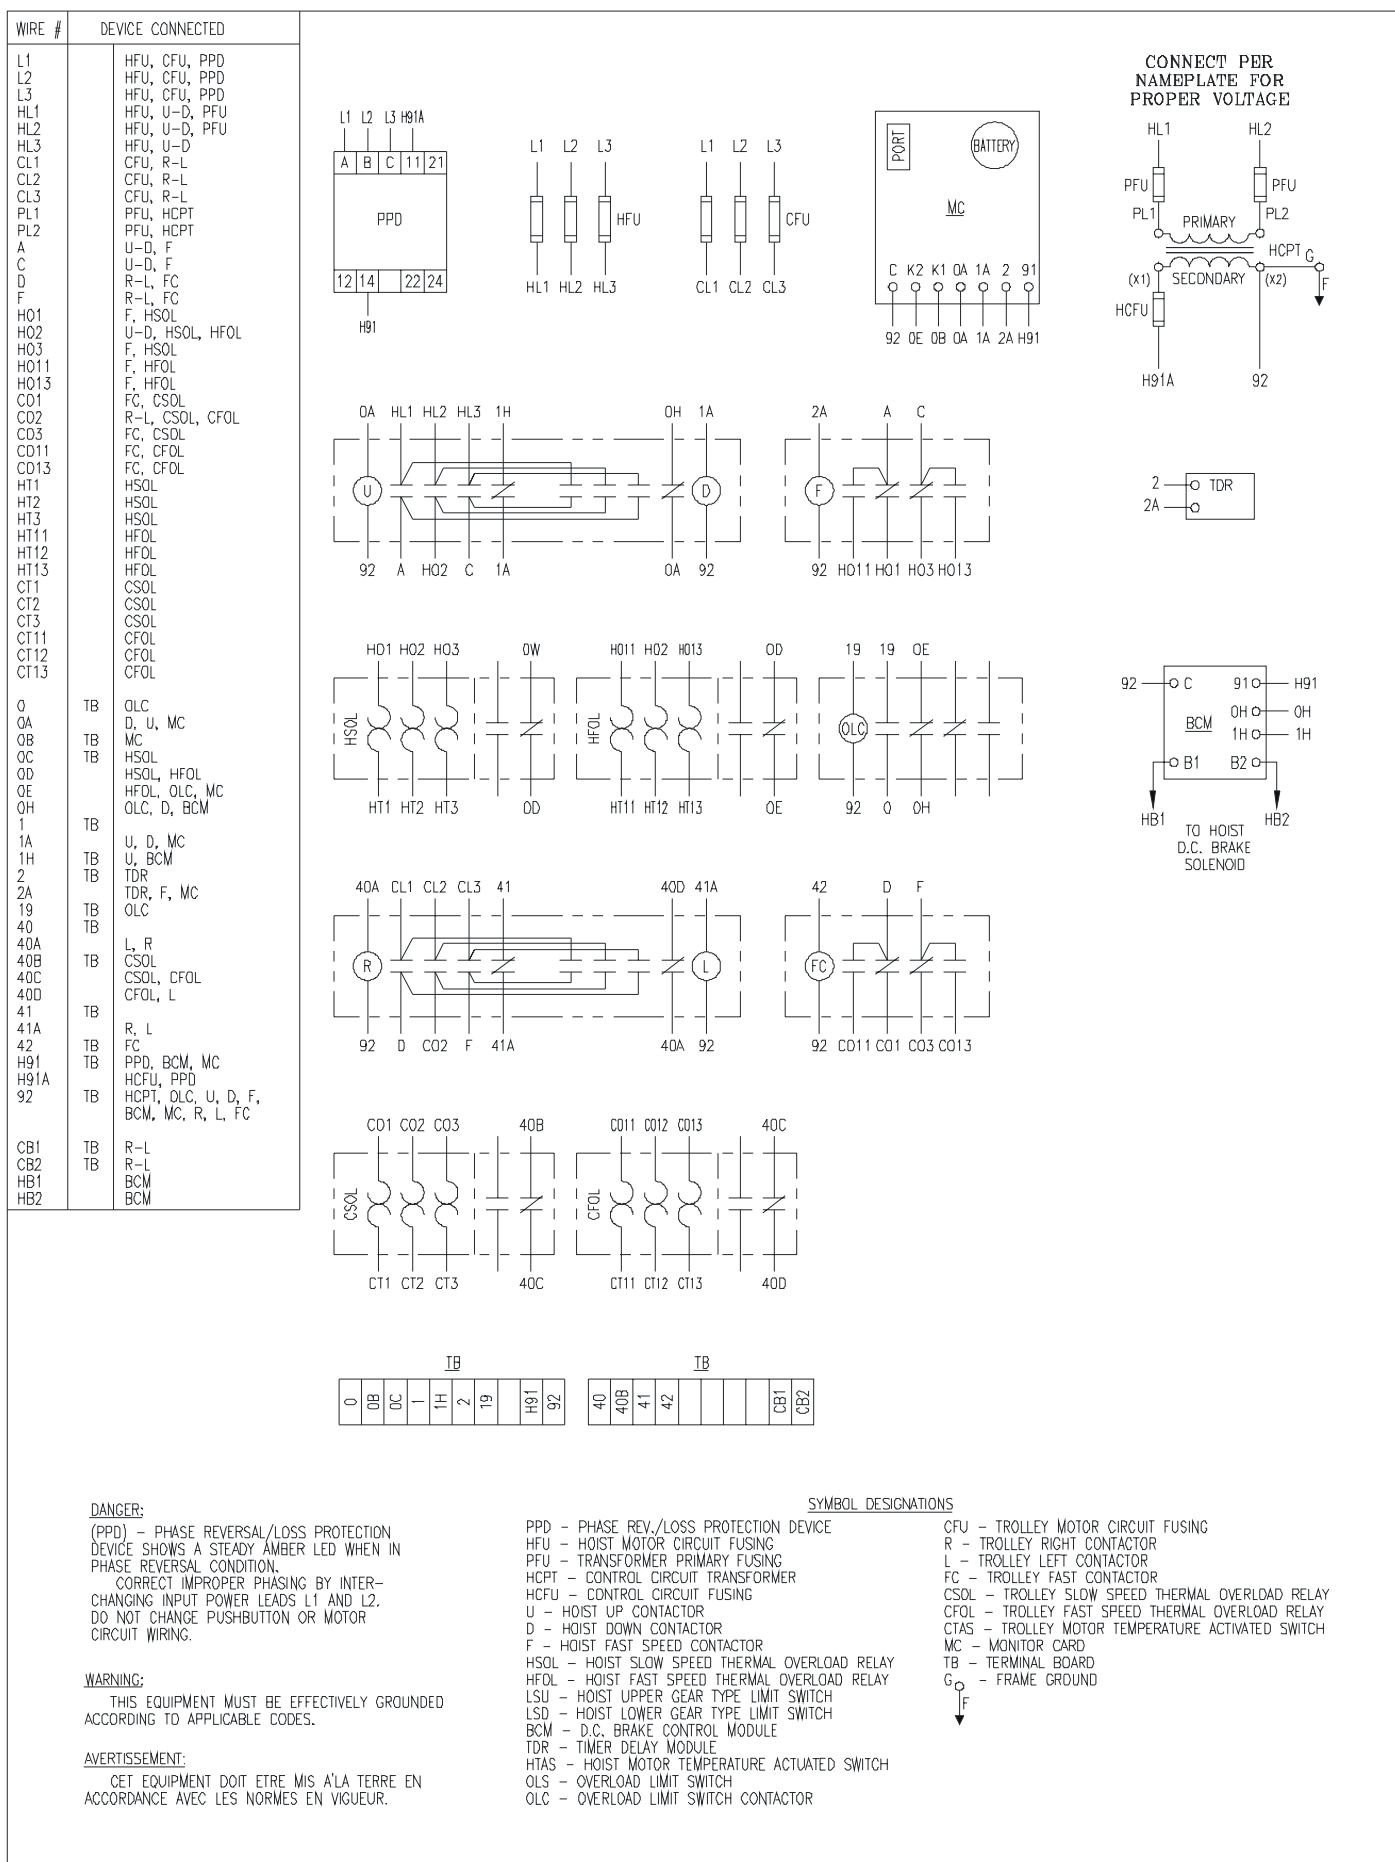 WIRE # DEVICE CONNECTED
L1 HFU, CFU, PPD
L2 HFU, CFU, PPD
L3 HFU, CFU, PPD
HL1 HFU, U-D, PFU
HL2 HFU, U-D, PFU
HL3 HFU, U-D
CL1 CFU, R-L
CL2 CFU, R-L
CL3 CFU, R-L
PL1 PFU, HCPT
PL2 PFU, HCPT
A U-D, F
C U-D, F
D R-L, FC
F R-L, FC
HO1 F, HSOL
HO2 U-D, HSOL, HFOL
HO3 F, HSOL
HO11 F, HFOL
HO13 F, HFOL
CO1 FC, CSOL
CO2 R-L, CSOL, CFOL
CO3 FC, CSOL
CO11 FC, CFOL
CO13 FC, CFOL
HT1 HSOL
HT2 HSOL
HT3 HSOL
HT11 HFOL
HT12 HFOL
HT13 HFOL
CT1 CSOL
CT2 CSOL
CT3 CSOL
CT11 CFOL
CT12 CFOL
CT13 CFOL
0 TB OLC
0A D, U, MC
0B TB MC
0C TB HSOL
0D HSOL, HFOL
0E HFOL, OLC, MC
0H OLC, D, BCM
1 TB
1A U, D, MC
1H TB U, BCM
2 TB TDR
2A TDR, F, MC
19 TB OLC
40 TB
40A L, R
40B TB CSOL
40C CSOL, CFOL
40D CFOL, L
41 TB
41A R, L
42 TB FC
H91 TB PPD, BCM, MC
H91A HCFU, PPD
92 TB HCPT, OLC, U, D, F,
BCM, MC, R, L, FC
CB1 TB R-L
CB2 TB R-L
HB1 BCM
HB2 BCM
L1 L2 L3 H91A
A B C 11 21
PPD
12 14 22 24
H91
L1 L2 L3
HFU
HL1 HL2 HL3
L1 L2 L3
CFU
CL1 CL2 CL3
PORT BATTERY
MC
C K2 K1 0A 1A 2 91
92 0E 0B 0A 1A 2A H91
CONNECT PER
NAMEPLATE FOR
PROPER VOLTAGE
HL1 HL2
PFU PFU
PL1 PRIMARY PL2
HCPT G
(X1) SECONDARY (X2) F
HCFU
H91A 92
0A HL1 HL2 HL3 1H 0H 1A
U D
92 A HO2 C 1A 0A 92
2A A C
F
92 HO11 HO1 HO3 HO13
2 TDR
2A
HO1 HO2 HO3 0W
HSOL
HT1 HT2 HT3 0D
HO11 HO2 HO13 0D
HFOL
HT11 HT12 HT13 0E
19 19 0E
OLC
92 0 0H
92 C 91 H91
BCM 0H 0H
1H 1H
B1 B2
HB1 HB2
TO HOIST
D.C. BRAKE
SOLENOID
40A CL1 CL2 CL3 41 40D 41A
R L
92 D CO2 F 41A 40A 92
42 D F
FC
92 CO11 CO1 CO3 CO13
CO1 CO2 CO3 40B
CSOL
CT1 CT2 CT3 40C
CO11 CO12 CO13 40C
CFOL
CT11 CT12 CT13 40D
TB
0 0B 0C 1 1H 2 19 H91 92
TB
40 40B 41 42 CB1 CB2
DANGER:
(PPD) - PHASE REVERSAL/LOSS PROTECTION
DEVICE SHOWS A STEADY AMBER LED WHEN IN
PHASE REVERSAL CONDITION.
CORRECT IMPROPER PHASING BY INTER-
CHANGING INPUT POWER LEADS L1 AND L2.
DO NOT CHANGE PUSHBUTTON OR MOTOR
CIRCUIT WIRING.
WARNING:
THIS EQUIPMENT MUST BE EFFECTIVELY GROUNDED
ACCORDING TO APPLICABLE CODES.
AVERTISSEMENT:
CET EQUIPMENT DOIT ETRE MIS A'LA TERRE EN
ACCORDANCE AVEC LES NORMES EN VIGUEUR.
SYMBOL DESIGNATIONS
PPD - PHASE REV./LOSS PROTECTION DEVICE
HFU - HOIST MOTOR CIRCUIT FUSING
PFU - TRANSFORMER PRIMARY FUSING
HCPT - CONTROL CIRCUIT TRANSFORMER
HCFU - CONTROL CIRCUIT FUSING
U - HOIST UP CONTACTOR
D - HOIST DOWN CONTACTOR
F - HOIST FAST SPEED CONTACTOR
HSOL - HOIST SLOW SPEED THERMAL OVERLOAD RELAY
HFOL - HOIST FAST SPEED THERMAL OVERLOAD RELAY
LSU - HOIST UPPER GEAR TYPE LIMIT SWITCH
LSD - HOIST LOWER GEAR TYPE LIMIT SWITCH
BCM - D.C. BRAKE CONTROL MODULE
TDR - TIMER DELAY MODULE
HTAS - HOIST MOTOR TEMPERATURE ACTUATED SWITCH
OLS - OVERLOAD LIMIT SWITCH
OLC - OVERLOAD LIMIT SWITCH CONTACTOR
CFU - TROLLEY MOTOR CIRCUIT FUSING
R - TROLLEY RIGHT CONTACTOR
L - TROLLEY LEFT CONTACTOR
FC - TROLLEY FAST CONTACTOR
CSOL - TROLLEY SLOW SPEED THERMAL OVERLOAD RELAY
CFOL - TROLLEY FAST SPEED THERMAL OVERLOAD RELAY
CTAS - TROLLEY MOTOR TEMPERATURE ACTIVATED SWITCH
MC - MONITOR CARD
TB - TERMINAL BOARD
G - FRAME GROUND
F